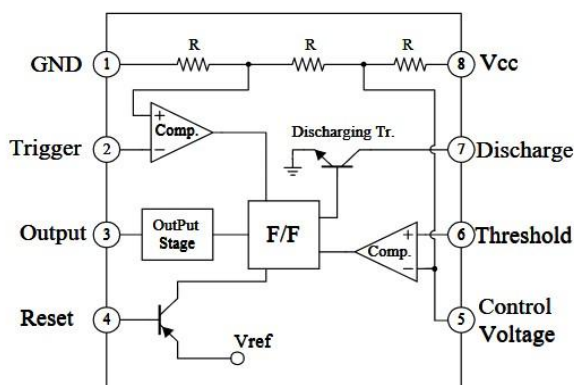 R R R
GND 1 8 Vcc
+
Comp.
−
Trigger 2
Discharging Tr.
7 Discharge
Output 3
OutPut
Stage
F/F
+
Comp.
−
6 Threshold
Reset 4
Vref
5 Control
Voltage